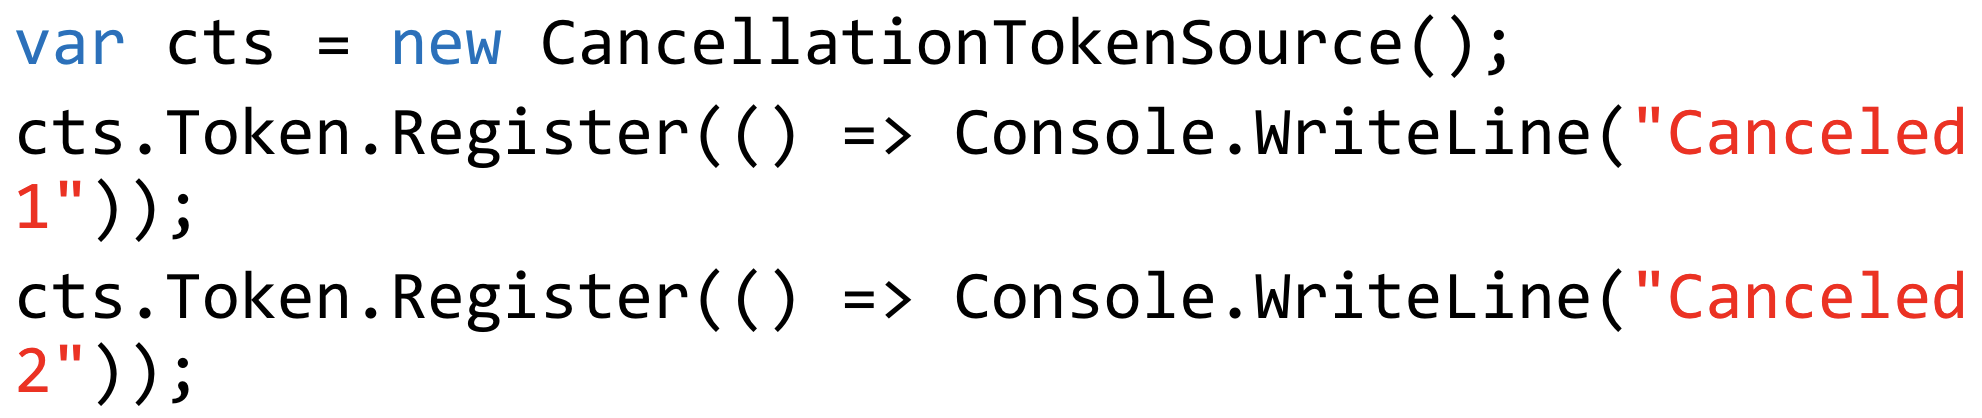 var cts = new CancellationTokenSource();
cts.Token.Register(() => Console.WriteLine("Canceled
1"));
cts.Token.Register(() => Console.WriteLine("Canceled
2"));